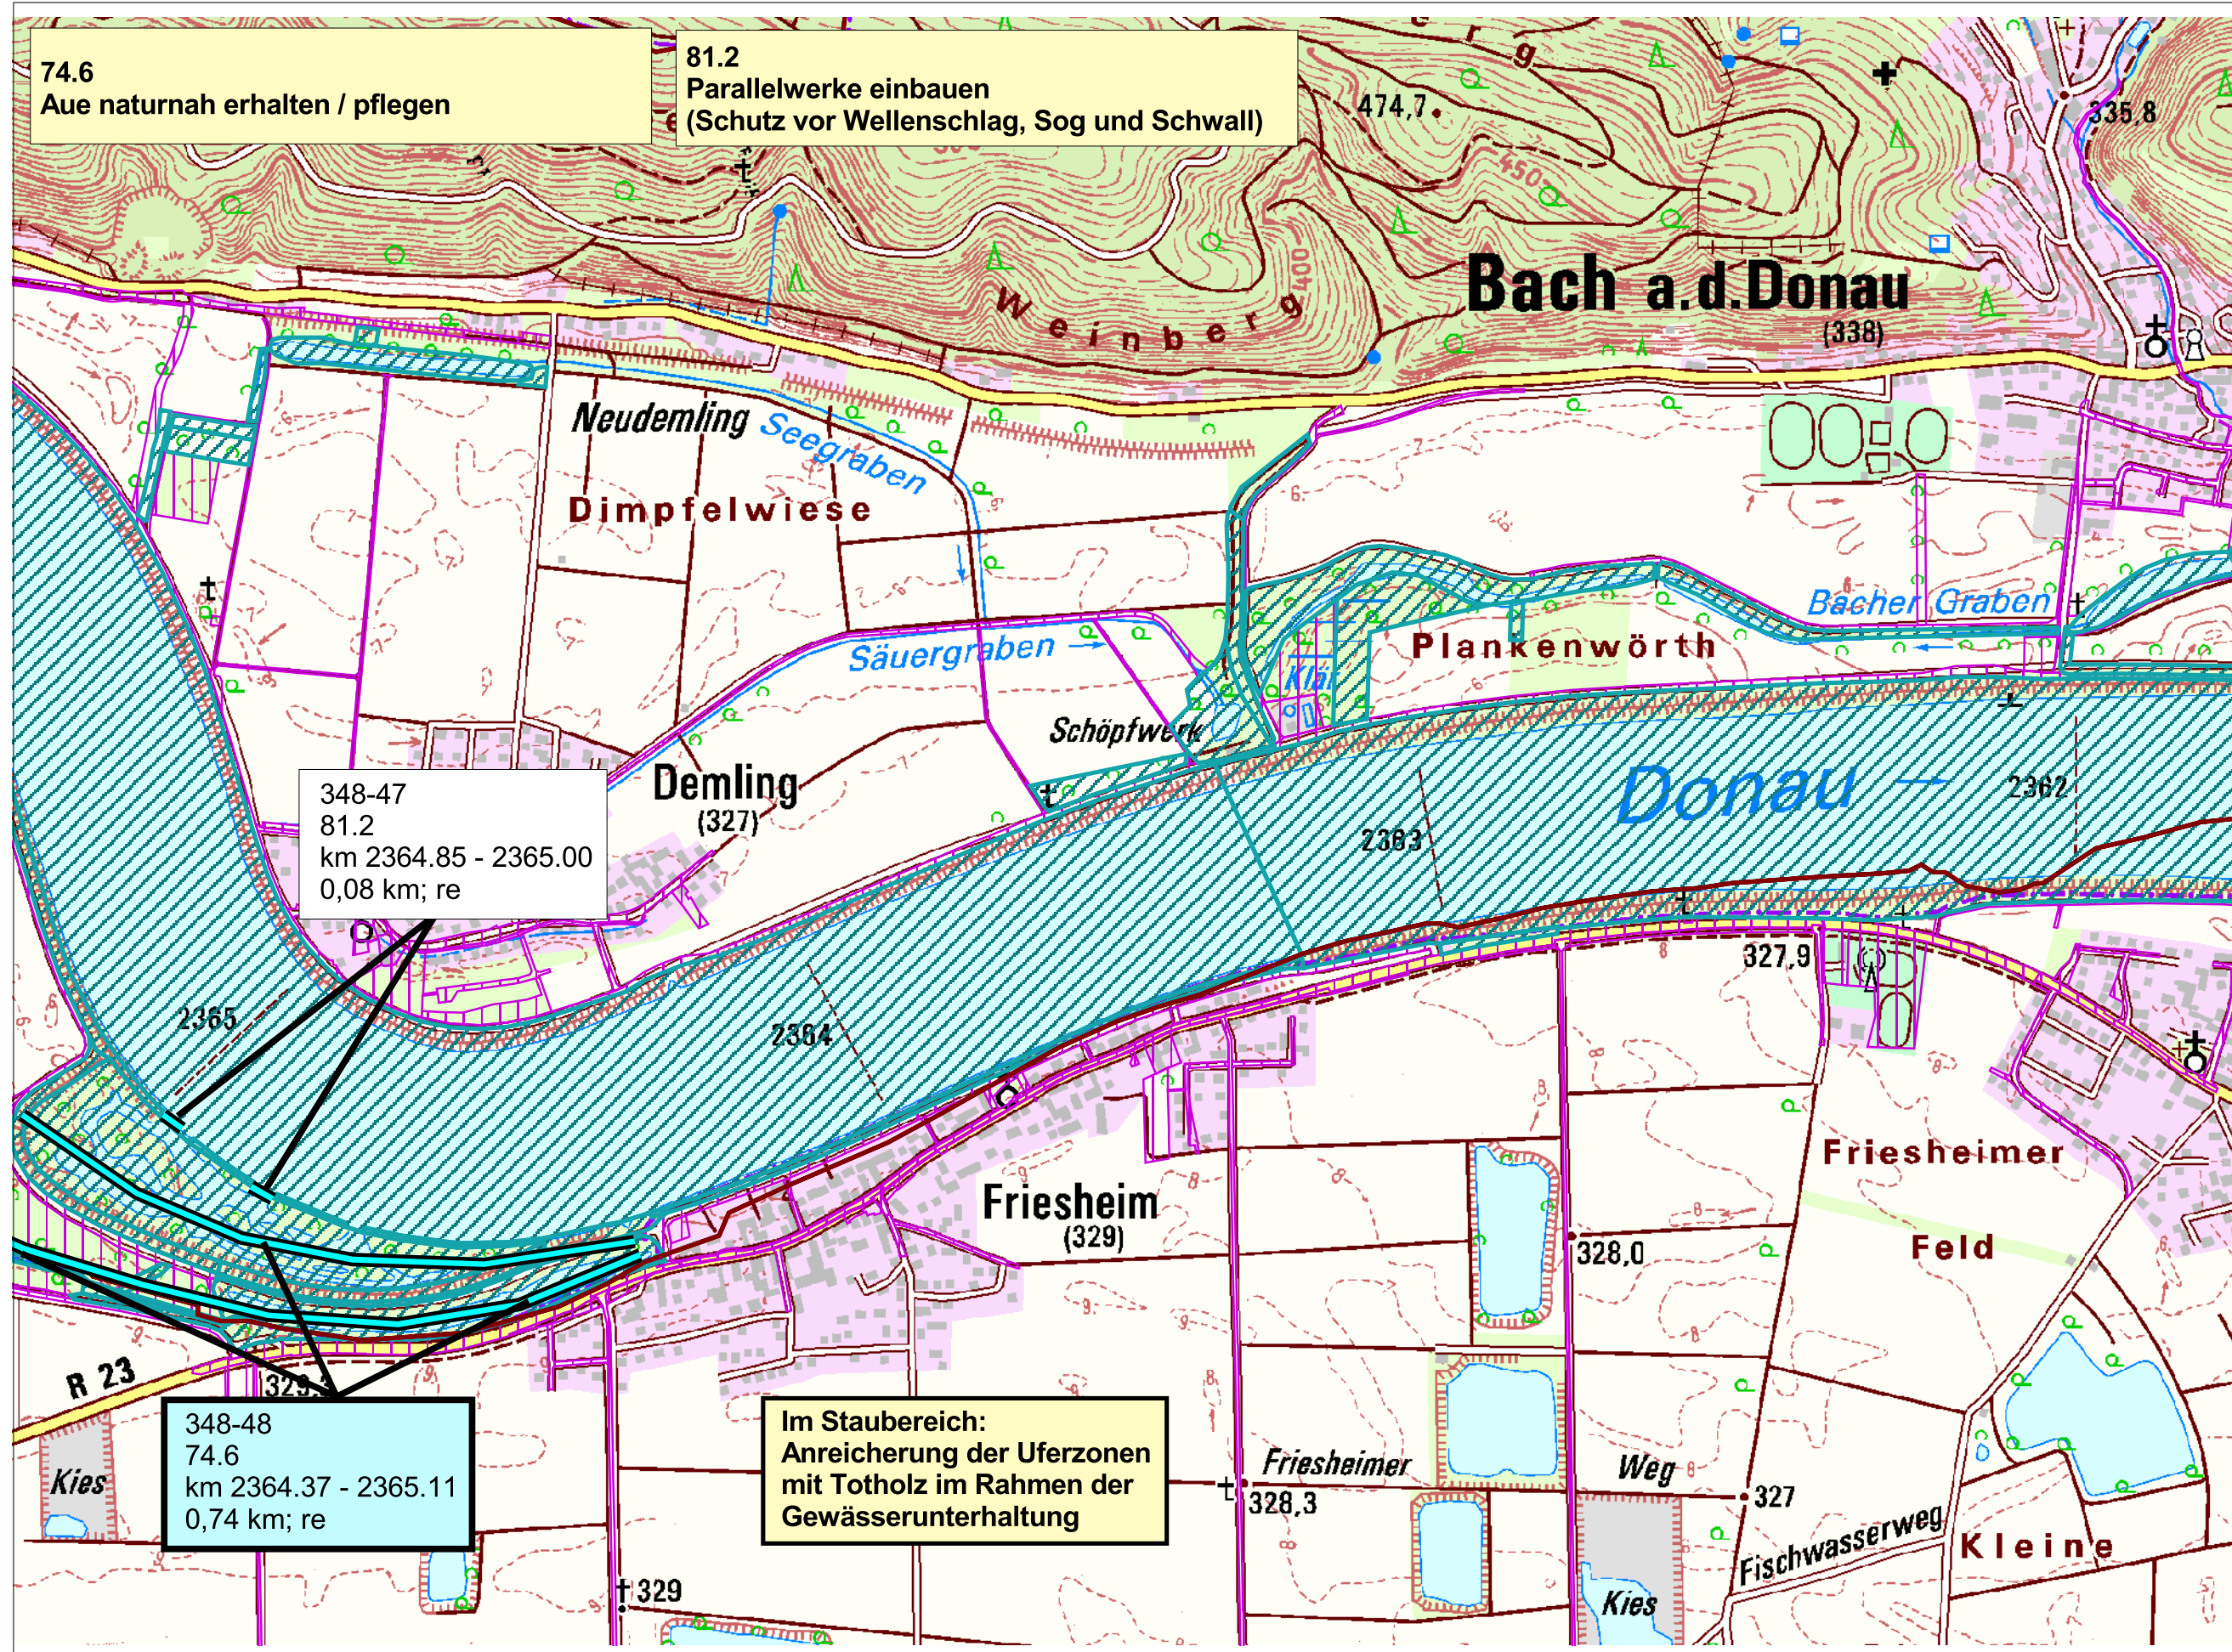 74.6
Aue naturnah erhalten / pflegen
81.2
Parallelwerke einbauen
(Schutz vor Wellenschlag, Sog und Schwall)
e r g
474,7
335,8
450
400
Weinberg
Bach a.d.Donau
(338)
Neudemling
Seegraben
Dimpfelwiese
Bacher Graben
Plankenwörth
Säuergraben
Klär
Schöpfwerk
Demling
(327)
Donau
2362
2363
348-47
81.2
km 2364.85 - 2365.00
0,08 km; re
327,9
2365
2364
Friesheim
(329)
Friesheimer
Feld
328,0
R 23
348-48
74.6
km 2364.37 - 2365.11
0,74 km; re
Im Staubereich:
Anreicherung der Uferzonen
mit Totholz im Rahmen der
Gewässerunterhaltung
Kies
Friesheimer Weg
328,3
327
Fischwasserweg
Kleine
329
Kies